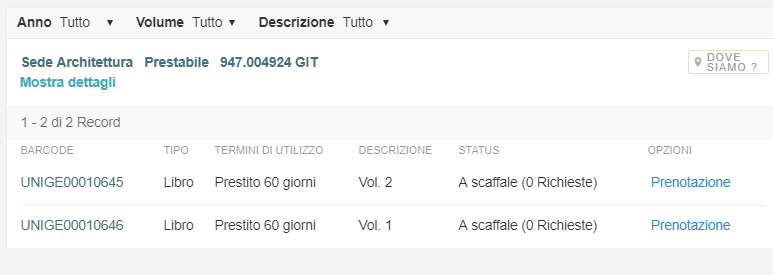 Anno Tutto ▼ Volume Tutto ▼ Descrizione Tutto ▼
Sede Architettura Prestabile 947.004924 GIT
DOVE
SIAMO ?
Mostra dettagli
1 - 2 di 2 Record
BARCODE TIPO TERMINI DI UTILIZZO DESCRIZIONE STATUS OPZIONI
UNIGE00010645 Libro Prestito 60 giorni Vol. 2 A scaffale (0 Richieste) Prenotazione
UNIGE00010646 Libro Prestito 60 giorni Vol. 1 A scaffale (0 Richieste) Prenotazione